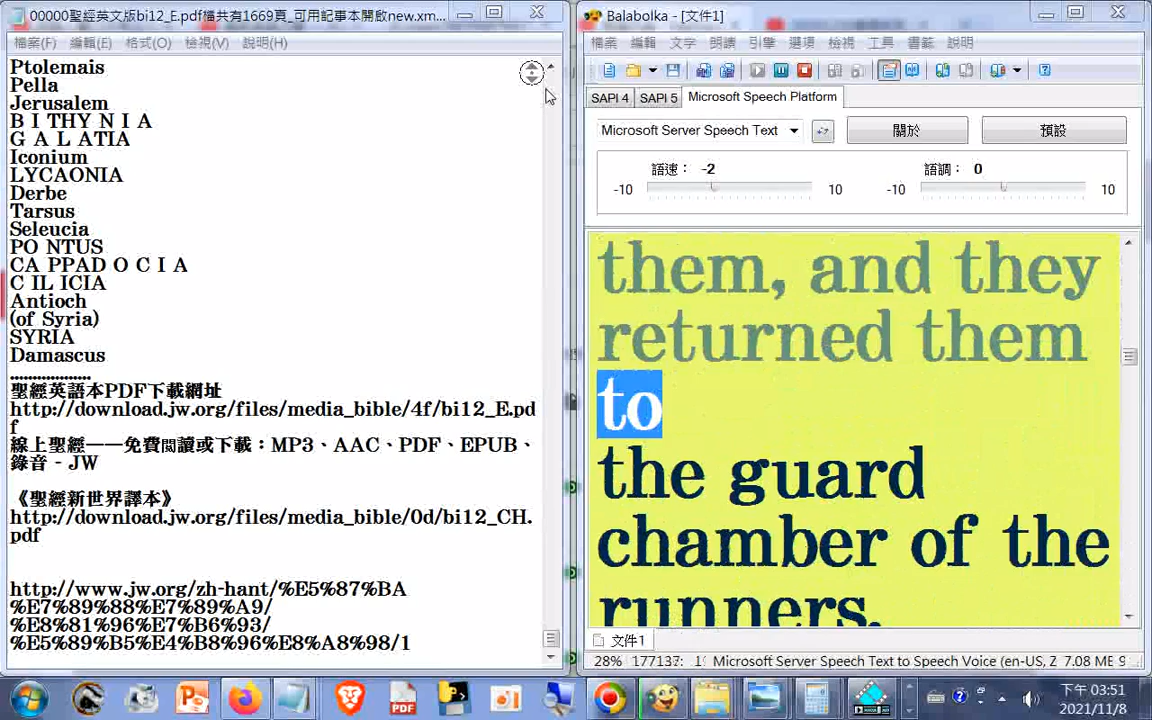 00000聖經英文版bi12_E.pdf檔共有1669頁_可用記事本開啟new.xm...
檔案(F) 編輯(E) 格式(O) 檢視(V) 說明(H)
Ptolemais
Pella
Jerusalem
B I THY N I A
G A L ATIA
Iconium
LYCAONIA
Derbe
Tarsus
Seleucia
PO NTUS
CA PPAD O C I A
C IL ICIA
Antioch
(of Syria)
SYRIA
Damascus
..................
聖經英語本PDF下載網址
http://download.jw.org/files/media_bible/4f/bi12_E.pd
f
線上聖經——免費閱讀或下載：MP3、AAC、PDF、EPUB、
錄音 - JW
《聖經新世界譯本》
http://download.jw.org/files/media_bible/0d/bi12_CH.
pdf
http://www.jw.org/zh-hant/%E5%87%BA
%E7%89%88%E7%89%A9/
%E8%81%96%E7%B6%93/
%E5%89%B5%E4%B8%96%E8%A8%98/1
Balabolka - [文件1]
檔案 編輯 文字 朗讀 引擎 選項 檢視 工具 書籤 說明
SAPI 4 SAPI 5 Microsoft Speech Platform
Microsoft Server Speech Text 關於 預設
語速： -2 語調： 0
-10 10 -10 10
them, and they
returned them
to
the guard
chamber of the
runners.
文件1
28% 177137: Microsoft Server Speech Text to Speech Voice (en-US, Z 7.08 MB
下午 03:51
2021/11/8